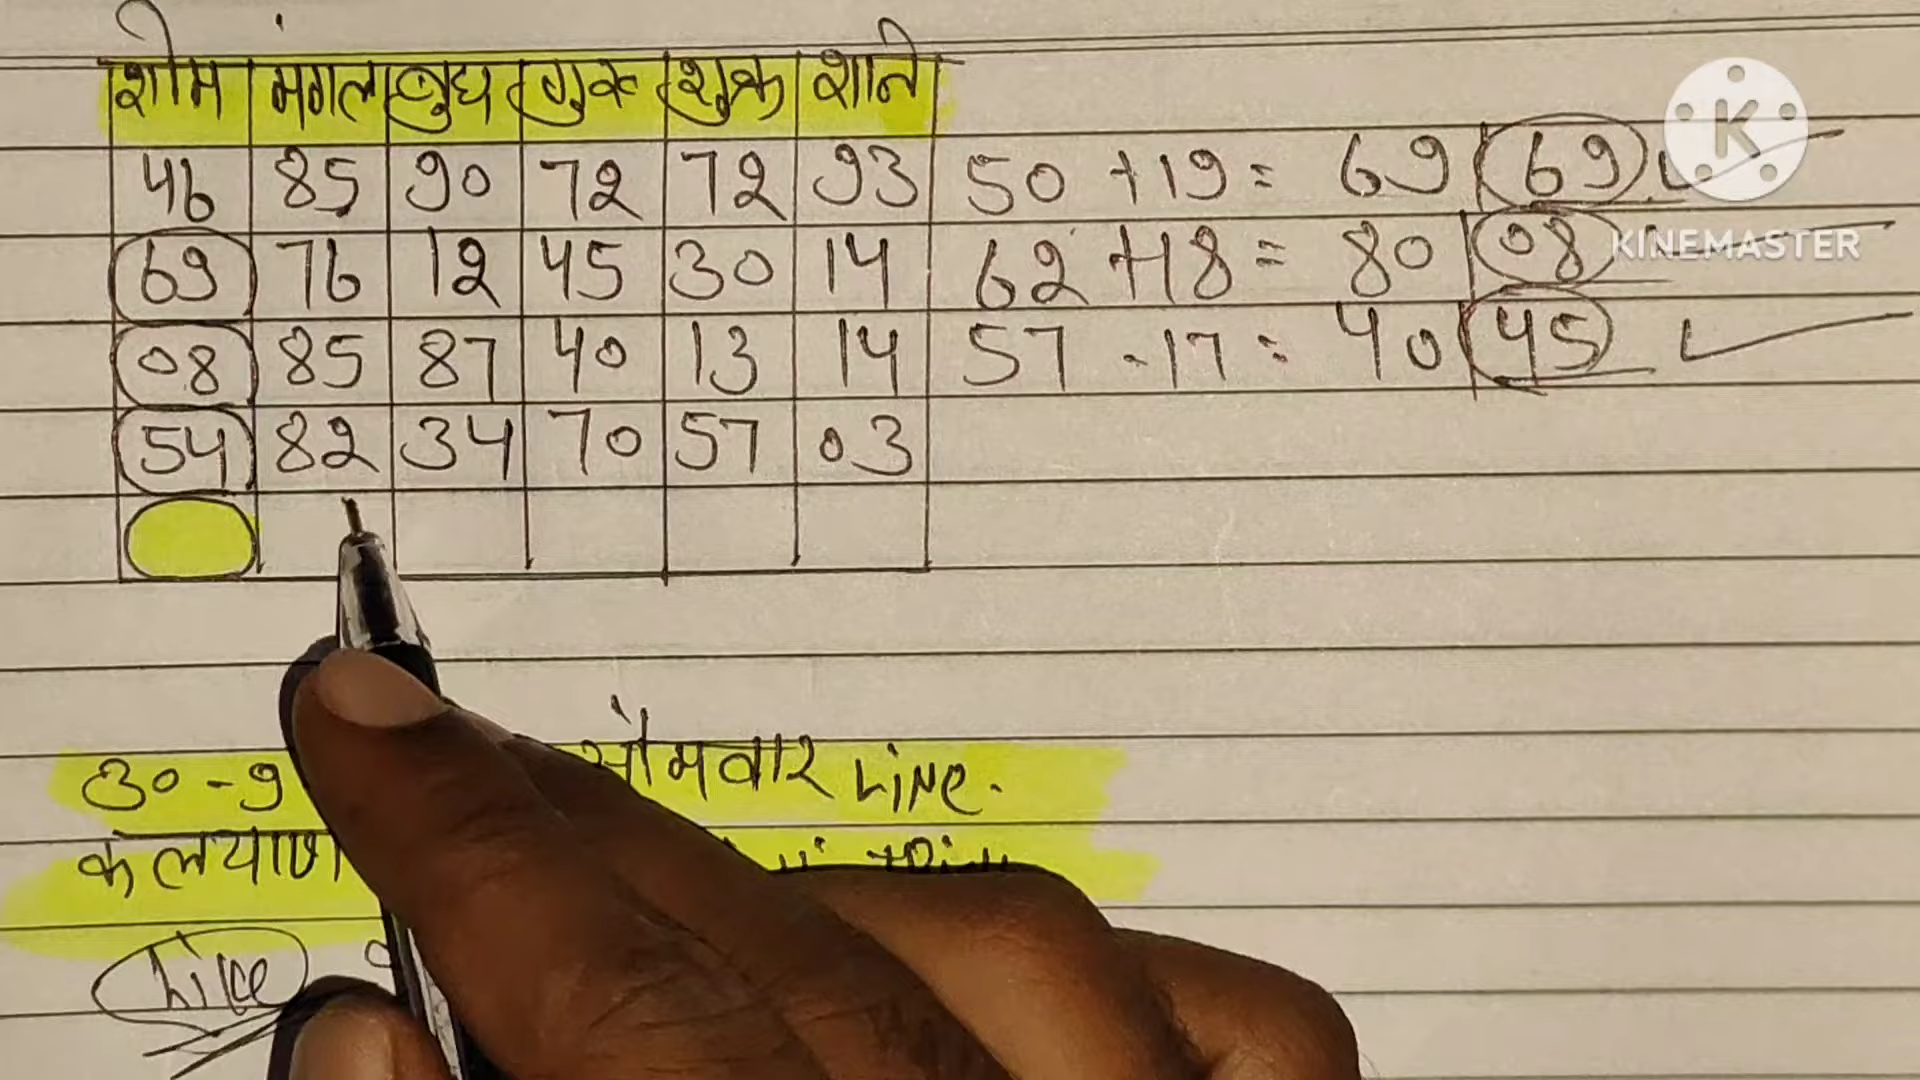 शोम मंगल बुध गुरु शुक्र शनि
46 85 90 72 72 93 50 + 19 = 69 69
69 76 12 45 30 14 62 + 18 = 80 08
KINEMASTER
08 85 87 40 13 14 57 - 17 = 40 45
54 82 34 70 57 03
30-9 सोमवार Line.
कलयाण
Like